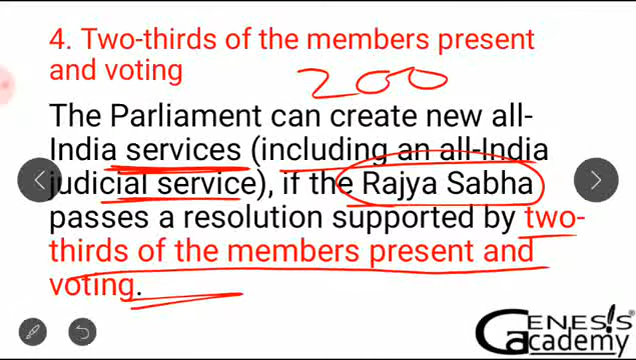 4. Two-thirds of the members present
and voting
200
The Parliament can create new all-
India services (including an all-India
judicial service), if the Rajya Sabha
passes a resolution supported by two-
thirds of the members present and
voting.
GENES!S
academy